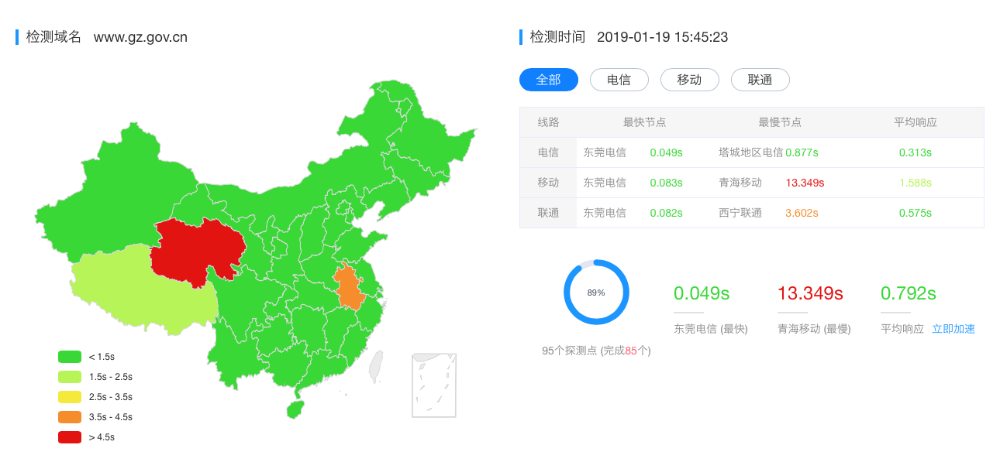 检测域名 www.gz.gov.cn
< 1.5s
1.5s - 2.5s
2.5s - 3.5s
3.5s - 4.5s
> 4.5s
检测时间 2019-01-19 15:45:23
全部 电信 移动 联通
线路 最快节点 最慢节点 平均响应
电信 东莞电信 0.049s 塔城地区电信 0.877s 0.313s
移动 东莞电信 0.083s 青海移动 13.349s 1.588s
联通 东莞电信 0.082s 西宁联通 3.602s 0.575s
89%
95个探测点 (完成85个)
0.049s 13.349s 0.792s
东莞电信 (最快) 青海移动 (最慢) 平均响应 立即加速